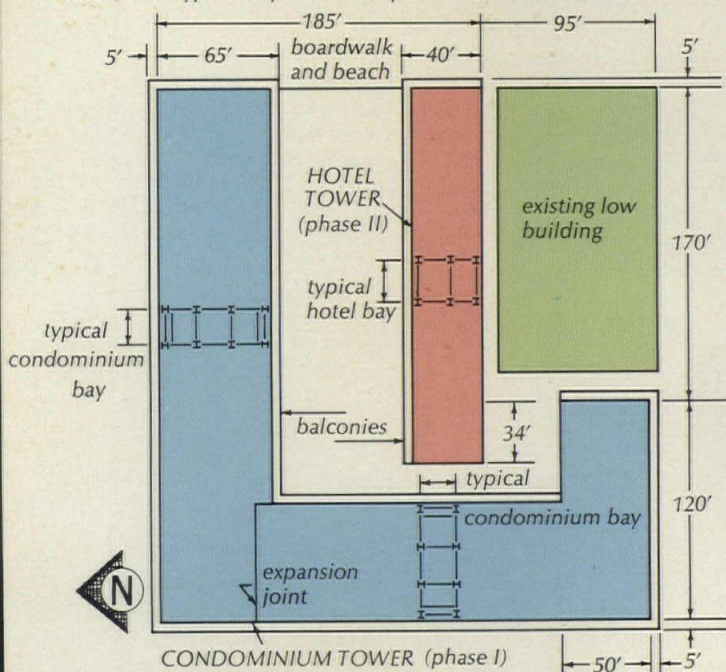 185'
95'
5'
65'
boardwalk
and beach
40'
5'
HOTEL
TOWER
(phase II)
existing low
building
170'
typical
hotel bay
typical
condominium
bay
balconies
34'
typical
condominium bay
120'
N
expansion
joint
CONDOMINIUM TOWER (phase I)
50'
5'